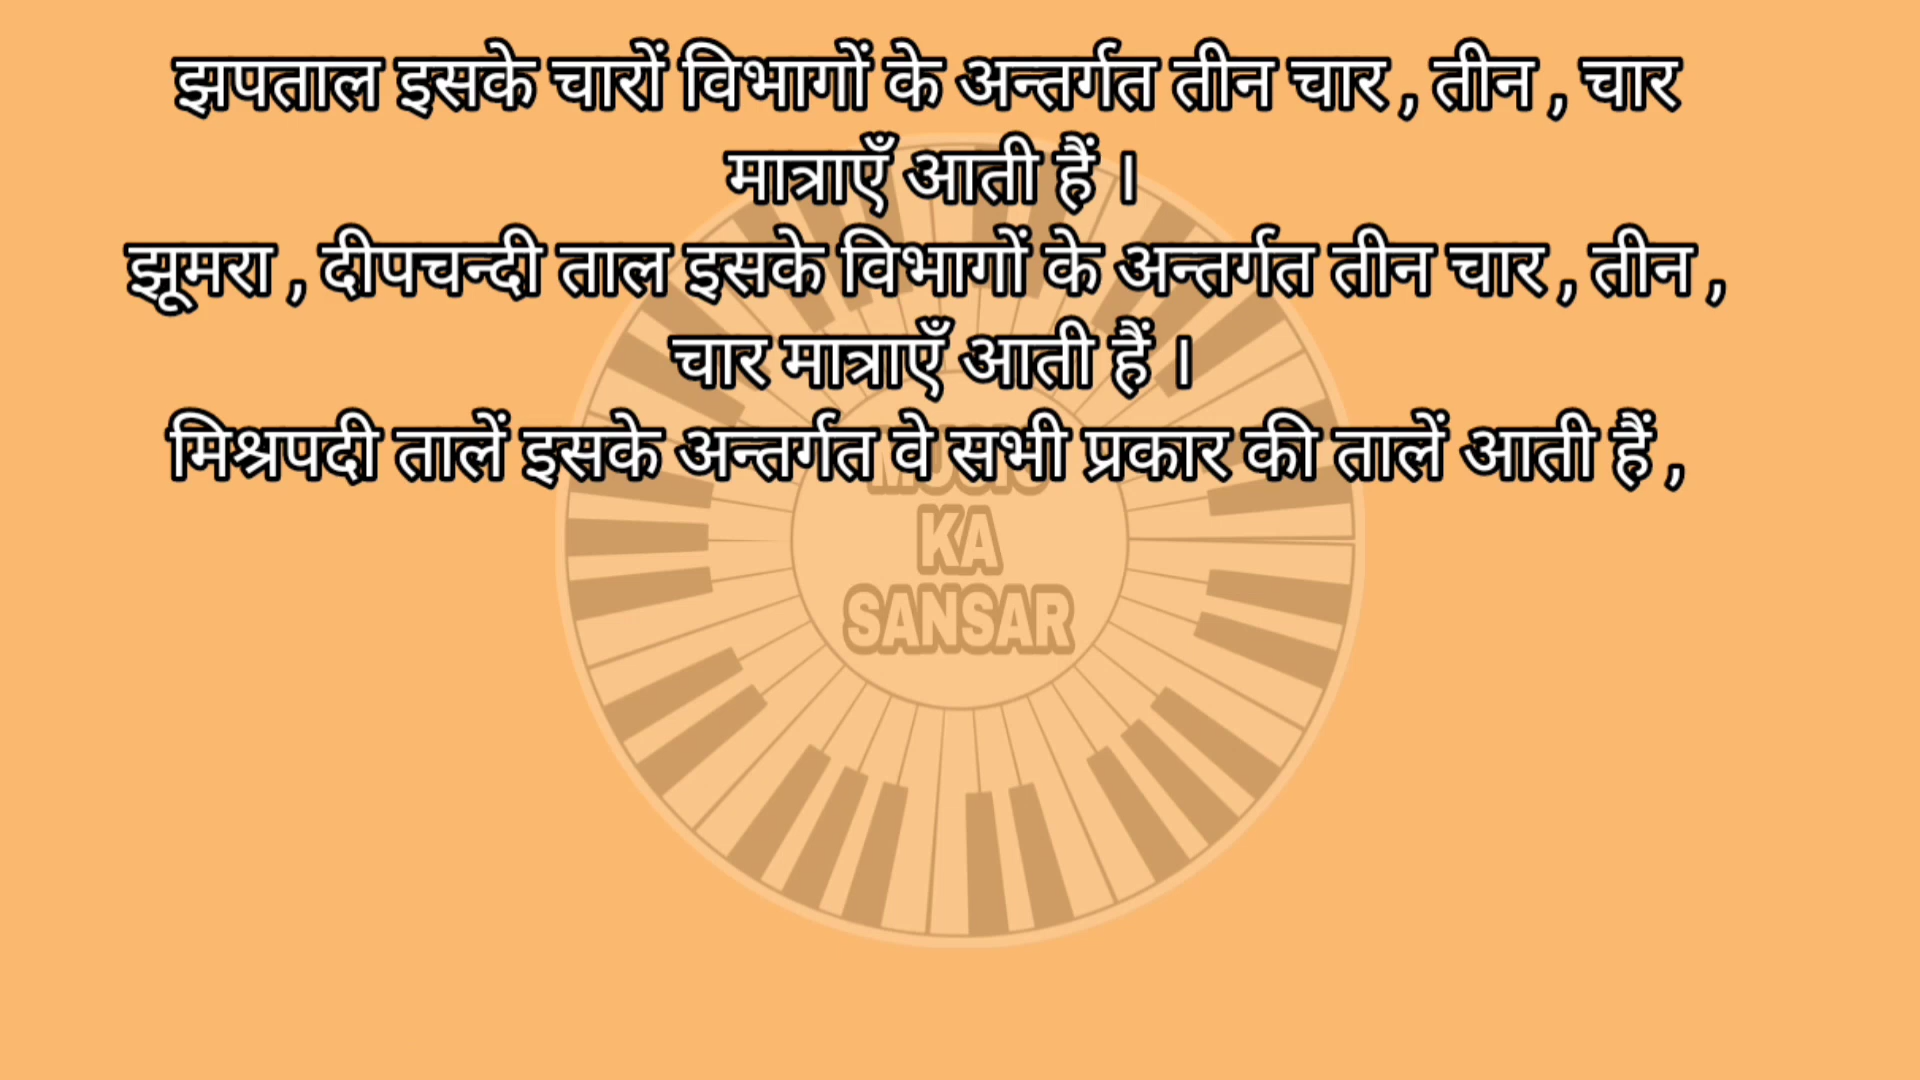 झपताल इसके चारों विभागों के अन्तर्गत तीन चार , तीन , चार
मात्राएँ आती हैं ।
झूमरा , दीपचन्दी ताल इसके विभागों के अन्तर्गत तीन चार , तीन ,
चार मात्राएँ आती हैं ।
मिश्रपदी तालें इसके अन्तर्गत वे सभी प्रकार की तालें आती हैं ,
MUSIC
KA
SANSAR